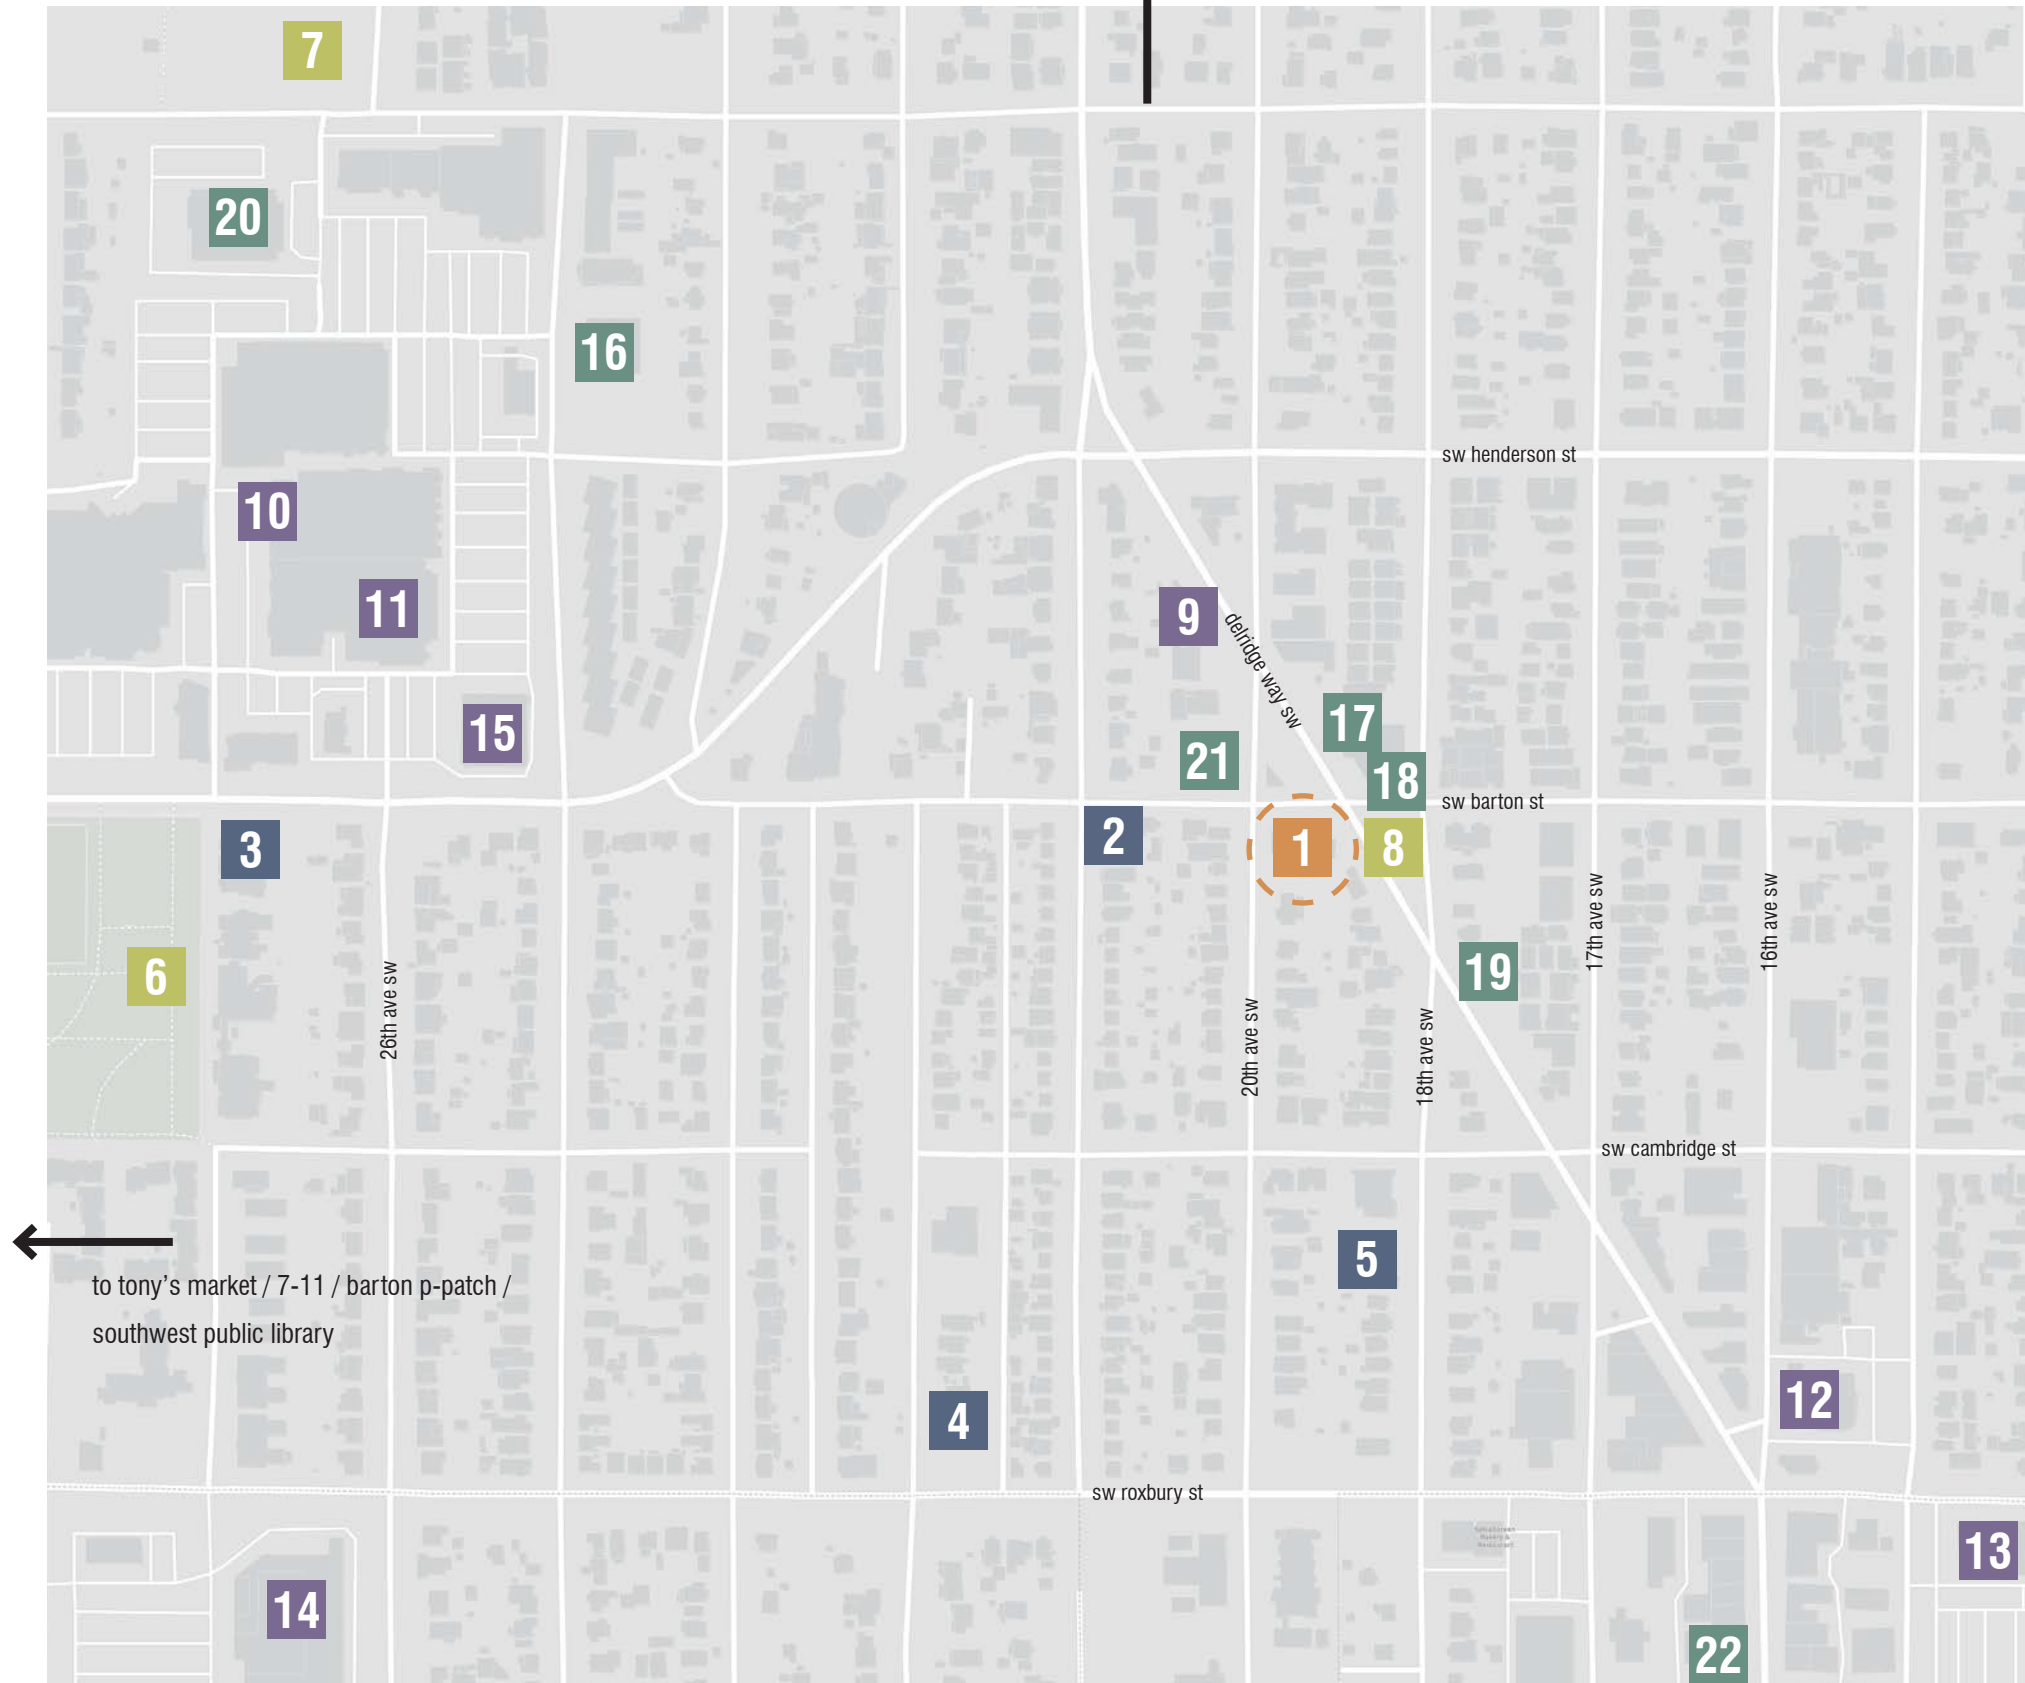 7
20
16
sw henderson st
10
11
9
delridge way sw
17
15
21
18
sw barton st
2
3
1
8
17th ave sw
16th ave sw
6
19
26th ave sw
20th ave sw
18th ave sw
sw cambridge st
5
to tony's market / 7-11 / barton p-patch /
southwest public library
12
4
sw roxbury st
13
14
22